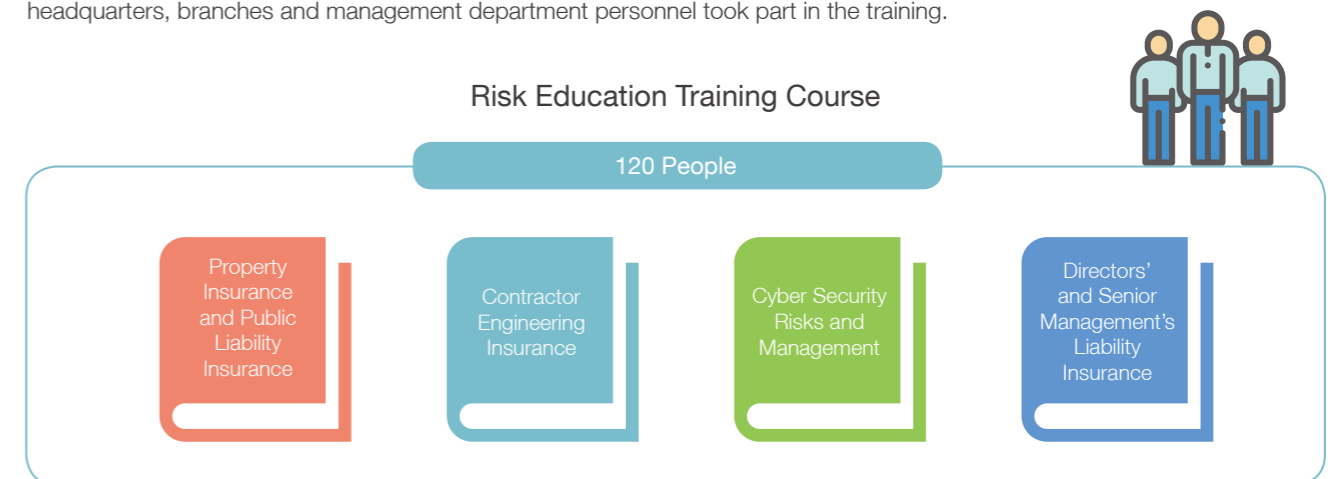 headquarters, branches and management department personnel took part in the training.
Risk Education Training Course
120 People
Property
Insurance
and Public
Liability
Insurance
Contractor
Engineering
Insurance
Cyber Security
Risks and
Management
Directors’
and Senior
Management’s
Liability
Insurance